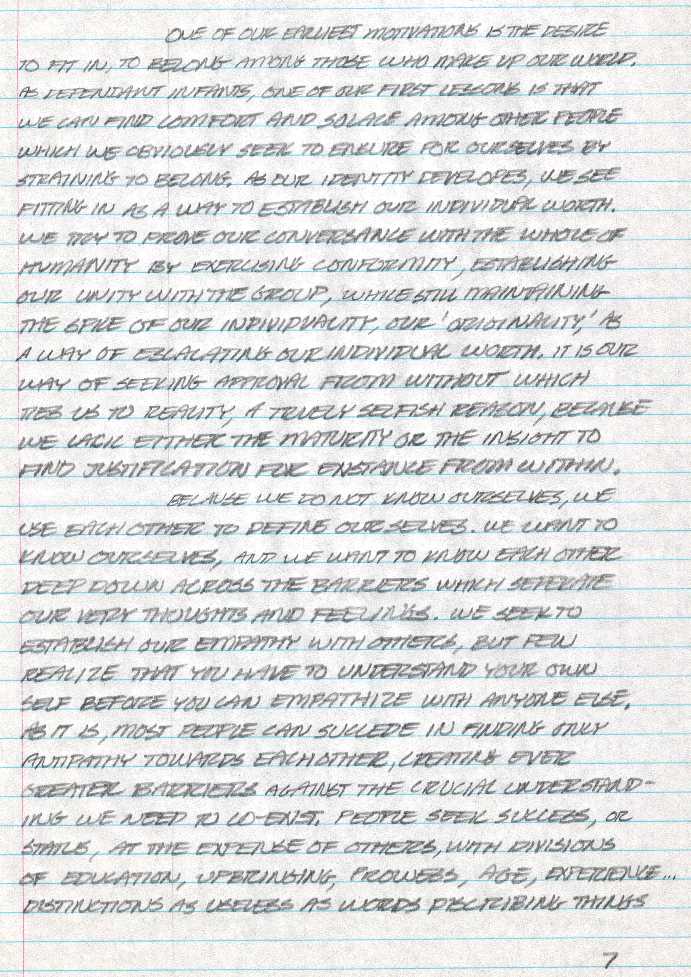 ONE OF OUR EARLIEST MOTIVATIONS IS THE DESIRE
TO FIT IN, TO BELONG AMONG THOSE WHO MAKE UP OUR WORLD.
AS DEPENDANT INFANTS, ONE OF OUR FIRST LESSONS IS THAT
WE CAN FIND COMFORT AND SOLACE AMONG OTHER PEOPLE
WHICH WE OBVIOUSLY SEEK TO ENSURE FOR OURSELVES BY
STRAINING TO BELONG. AS OUR IDENTITY DEVELOPES, WE SEE
FITTING IN AS A WAY TO ESTABLISH OUR INDIVIDUAL WORTH.
WE TRY TO PROVE OUR CONVERSANCE WITH THE WHOLE OF
HUMANITY BY EXERCISING CONFORMITY, ESTABLISHING
OUR UNITY WITH THE GROUP, WHILE STILL MAINTAINING
THE SPICE OF OUR INDIVIDUALITY, OUR 'ORIGINALITY,' AS
A WAY OF ESCALATING OUR INDIVIDUAL WORTH. IT IS OUR
WAY OF SEEKING APPROVAL FROM WITHOUT WHICH
TIES US TO REALITY, A TRUELY SELFISH REASON, BECAUSE
WE LACK EITHER THE MATURITY OR THE INSIGHT TO
FIND JUSTIFICATION FOR EXISTANCE FROM WITHIN.
BECAUSE WE DO NOT KNOW OURSELVES, WE
USE EACH OTHER TO DEFINE OUR SELVES. WE WANT TO
KNOW OURSELVES, AND WE WANT TO KNOW EACH OTHER
DEEP DOWN ACROSS THE BARRIERS WHICH SEPERATE
OUR VERY THOUGHTS AND FEELINGS. WE SEEK TO
ESTABLISH OUR EMPATHY WITH OTHERS, BUT FEW
REALIZE THAT YOU HAVE TO UNDERSTAND YOUR OWN
SELF BEFORE YOU CAN EMPATHIZE WITH ANYONE ELSE.
AS IT IS, MOST PEOPLE CAN SUCCEDE IN FINDING ONLY
ANTIPATHY TOWARDS EACH OTHER, CREATING EVER
GREATER BARRIERS AGAINST THE CRUCIAL UNDERSTAND-
ING WE NEED TO CO-EXIST. PEOPLE SEEK SUCCESS, OR
STATUS, AT THE EXPENSE OF OTHERS, WITH DIVISIONS
OF EDUCATION, UPBRINGING, PROWESS, AGE, EXPERIENCE...
DISTINCTIONS AS USELESS AS WORDS DISCRIBING THINGS
7